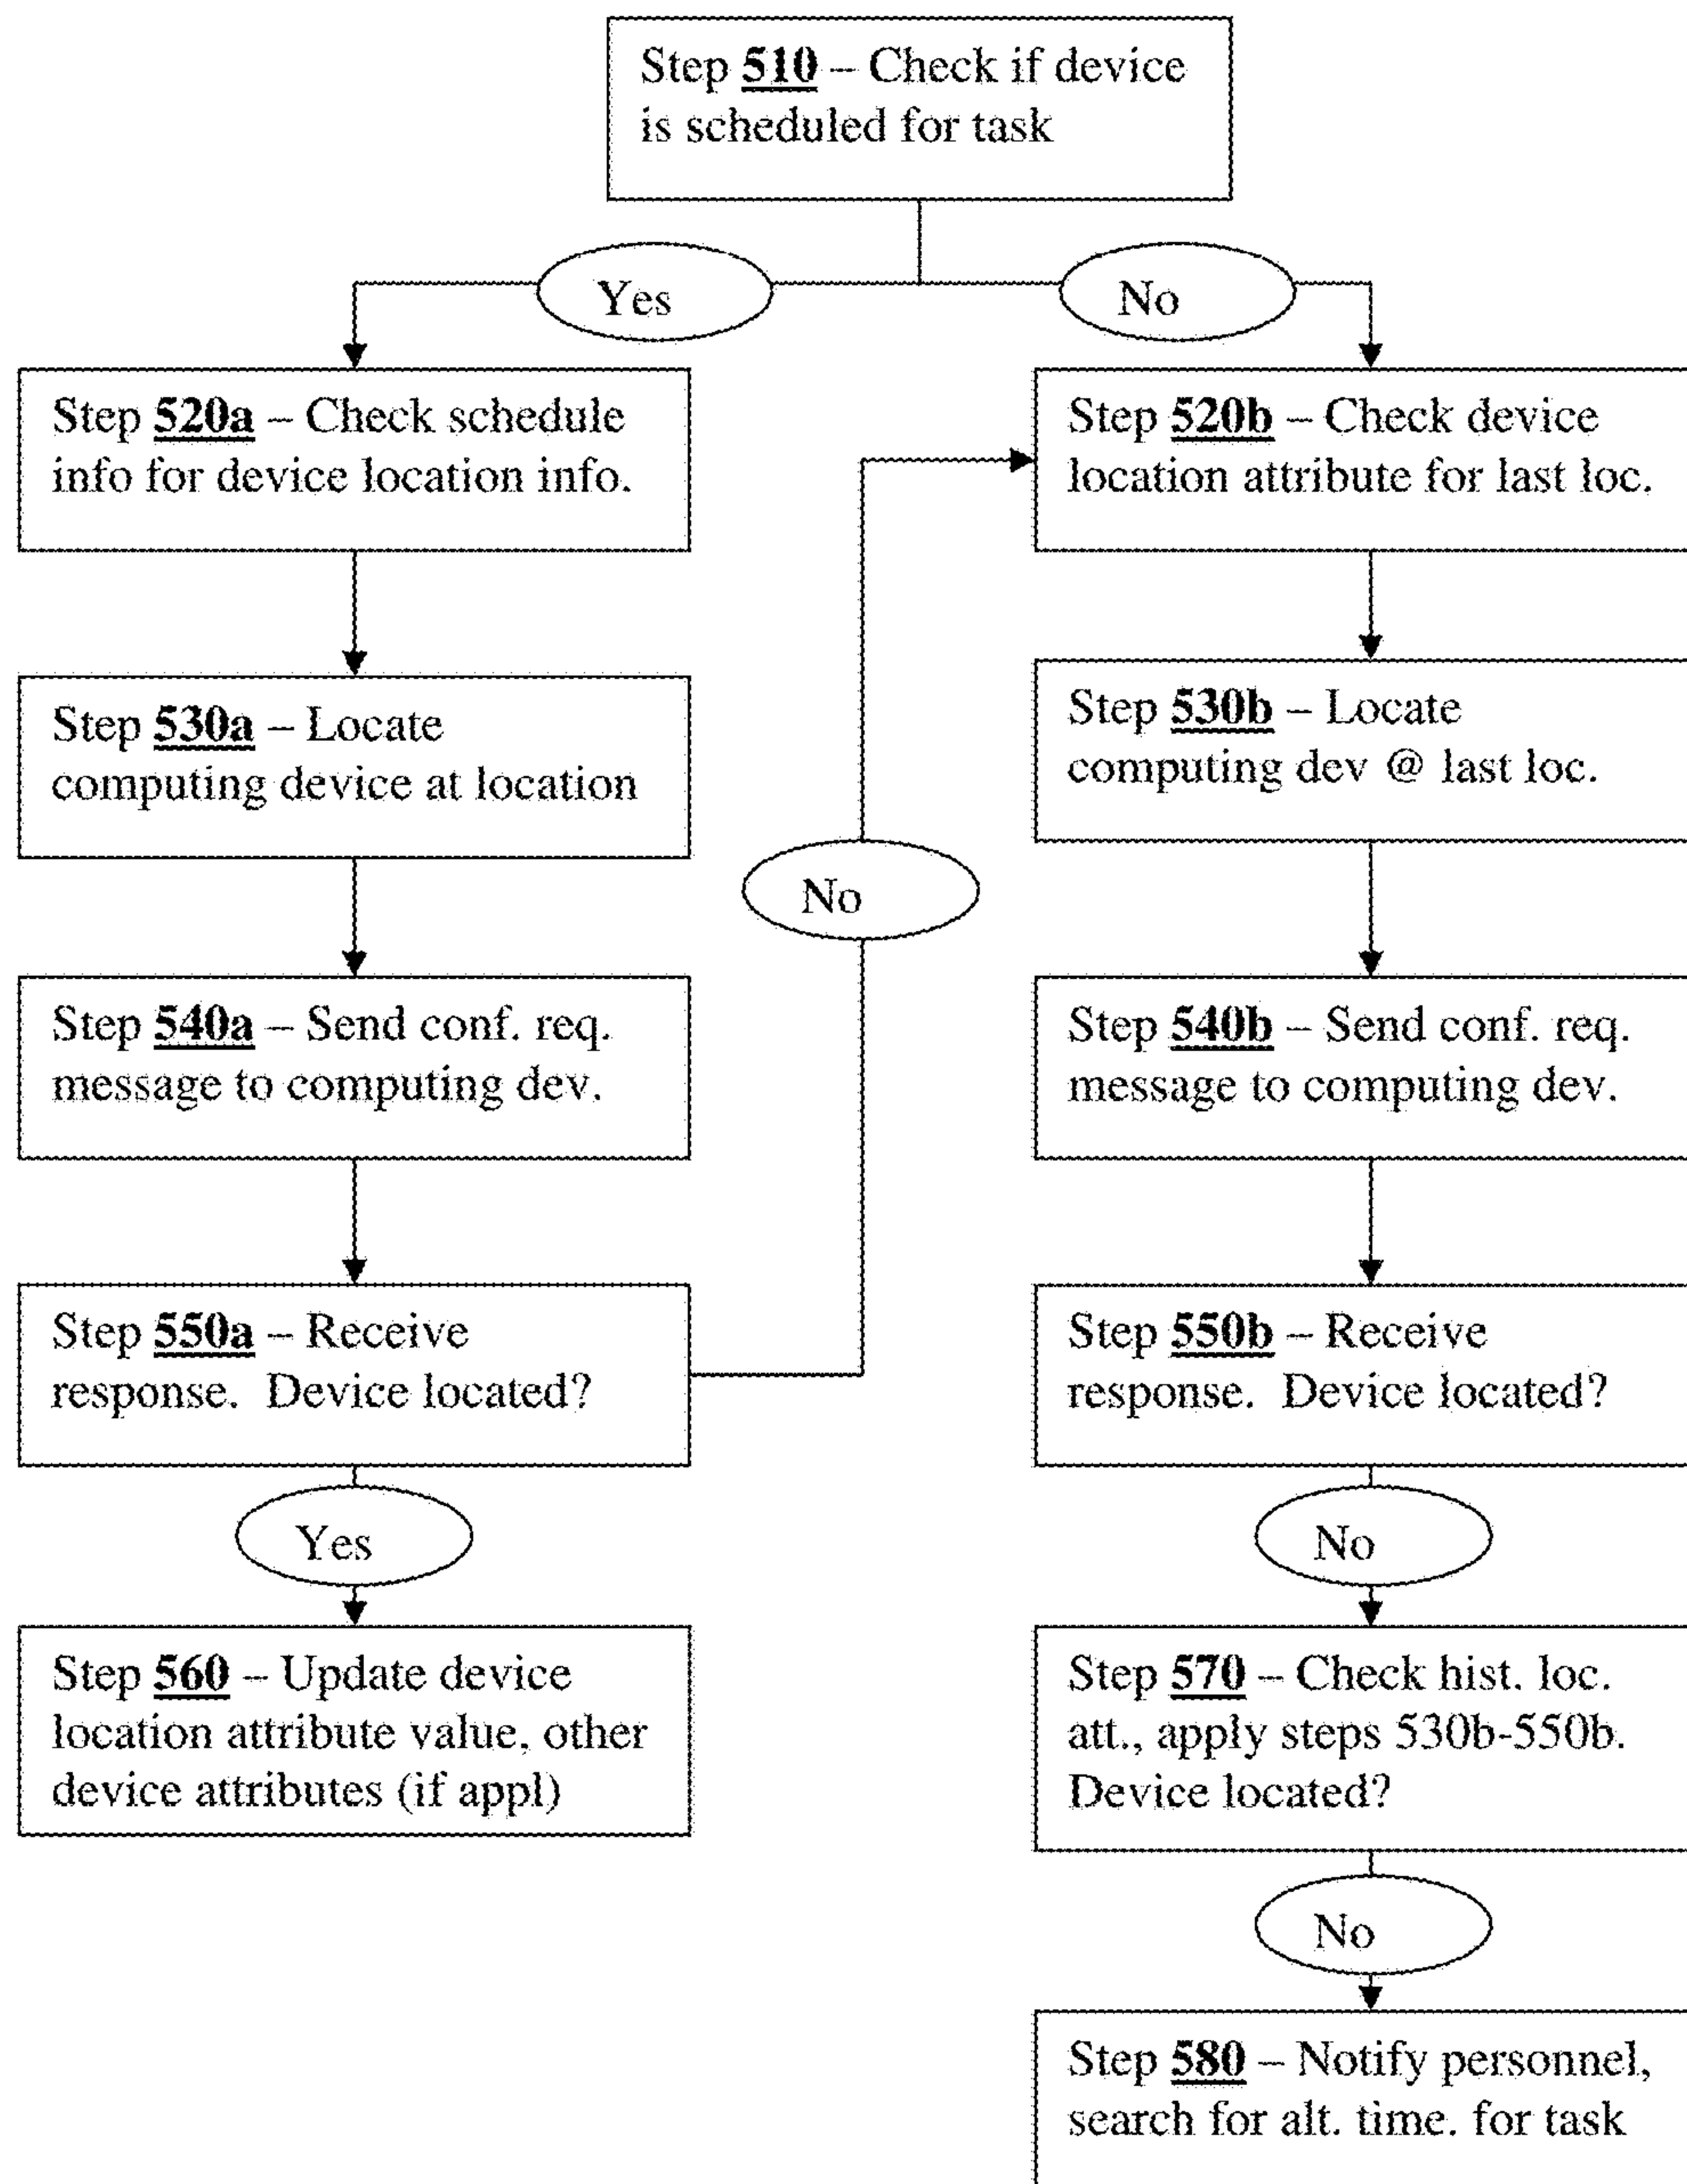 Step 510 – Check if device
is scheduled for task
Yes
No
Step 520a – Check schedule
info for device location info.
Step 520b – Check device
location attribute for last loc.
Step 530a – Locate
computing device at location
Step 530b – Locate
computing dev @ last loc.
No
Step 540a – Send conf. req.
message to computing dev.
Step 540b – Send conf. req.
message to computing dev.
Step 550a – Receive
response. Device located?
Step 550b – Receive
response. Device located?
Yes
No
Step 560 – Update device
location attribute value, other
device attributes (if appl)
Step 570 – Check hist. loc.
att., apply steps 530b-550b.
Device located?
No
Step 580 – Notify personnel,
search for alt. time. for task